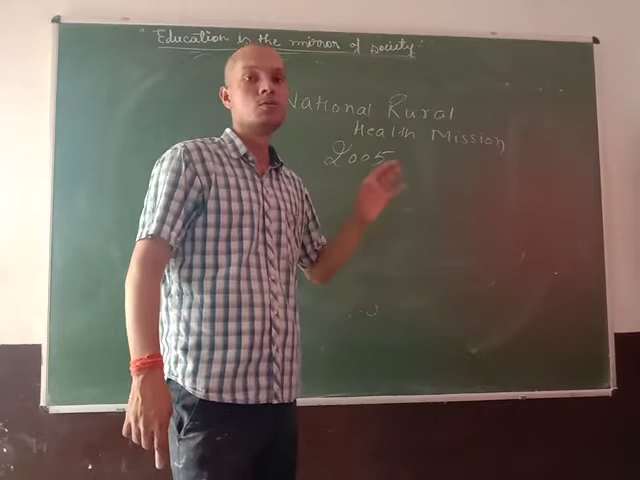 "Education is the mirror of society."
National Rural
Health Mission
2005